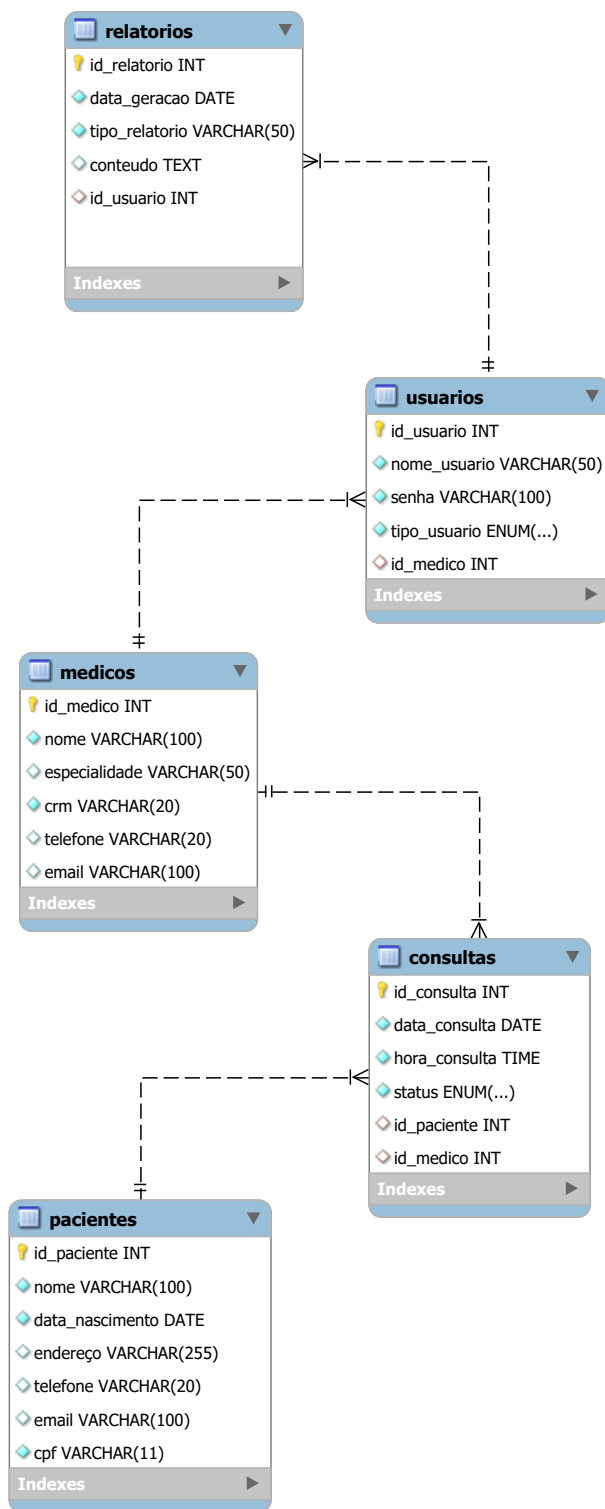 relatorios
id_relatorio INT
data_geracao DATE
tipo_relatorio VARCHAR(50)
conteudo TEXT
id_usuario INT
Indexes
usuarios
id_usuario INT
nome_usuario VARCHAR(50)
senha VARCHAR(100)
tipo_usuario ENUM(...)
id_medico INT
Indexes
medicos
id_medico INT
nome VARCHAR(100)
especialidade VARCHAR(50)
crm VARCHAR(20)
telefone VARCHAR(20)
email VARCHAR(100)
Indexes
consultas
id_consulta INT
data_consulta DATE
hora_consulta TIME
status ENUM(...)
id_paciente INT
id_medico INT
Indexes
pacientes
id_paciente INT
nome VARCHAR(100)
data_nascimento DATE
endereço VARCHAR(255)
telefone VARCHAR(20)
email VARCHAR(100)
cpf VARCHAR(11)
Indexes